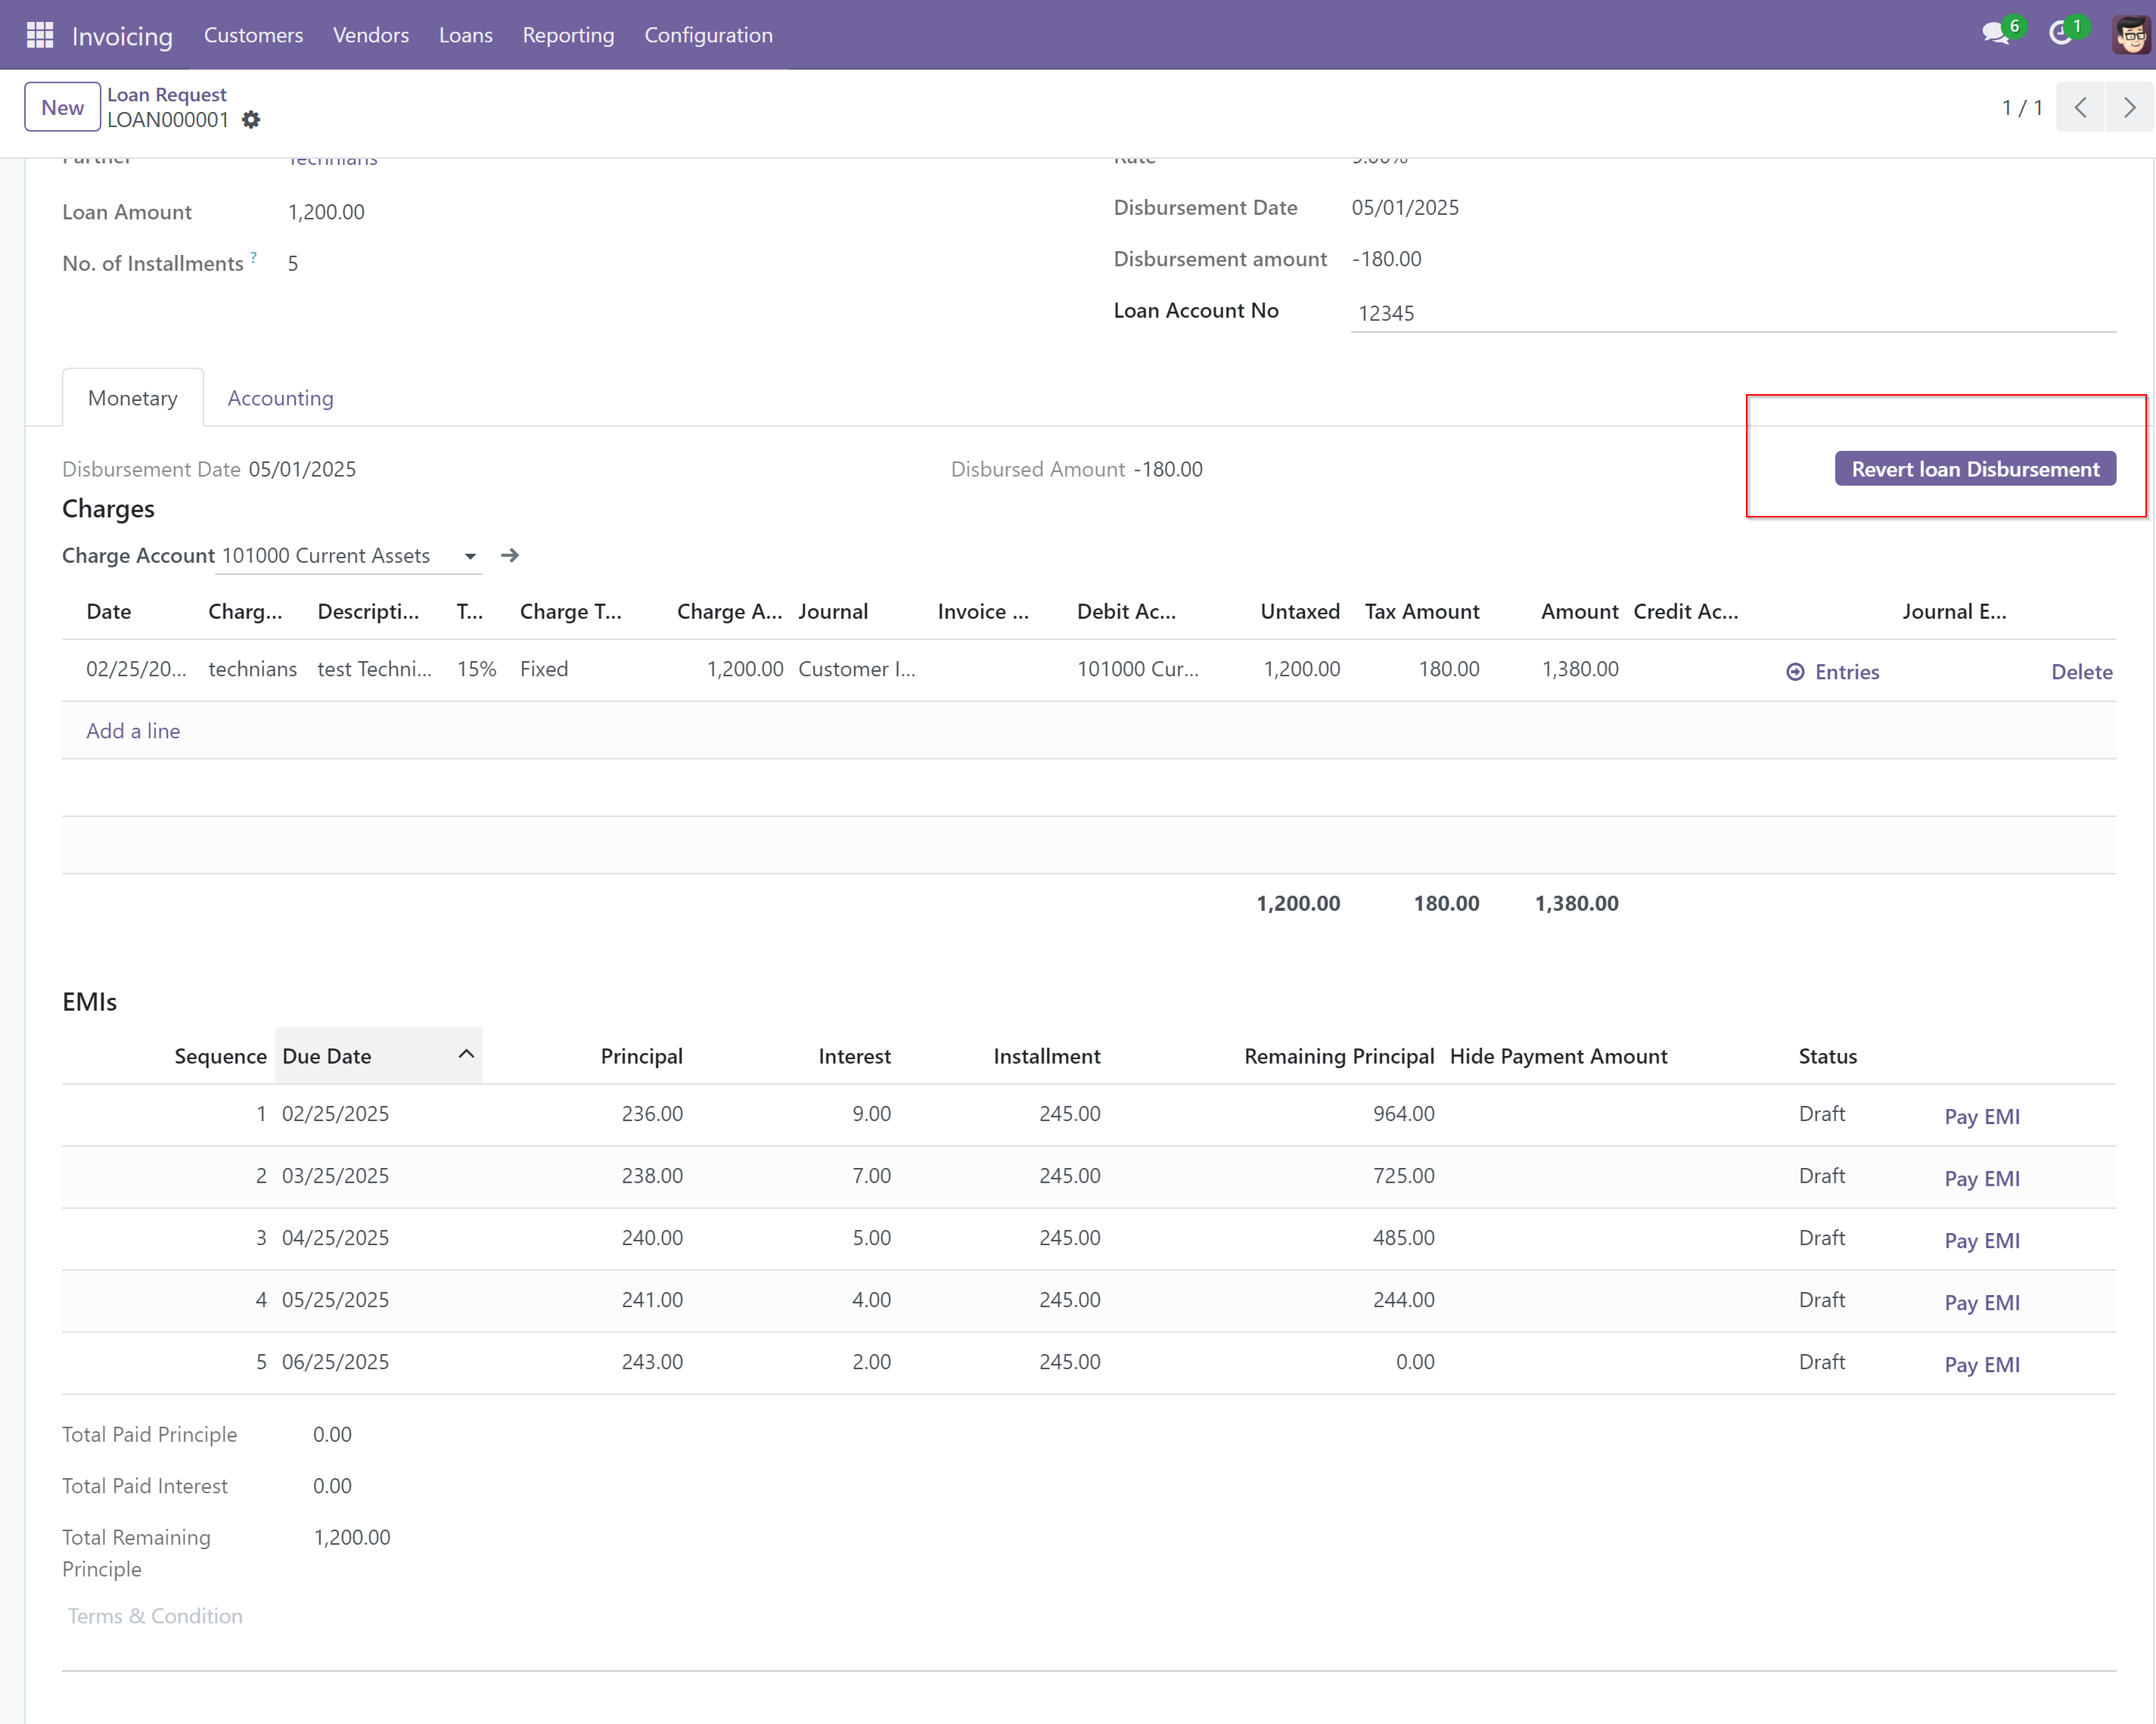 Invoicing Customers Vendors Loans Reporting Configuration 6 1
New Loan Request 1 / 1
LOAN000001
Partner technians Rate 9.00%
Loan Amount 1,200.00 Disbursement Date 05/01/2025
No. of Installments ? 5 Disbursement amount -180.00
Loan Account No 12345
Monetary Accounting
Disbursement Date 05/01/2025 Disbursed Amount -180.00 Revert loan Disbursement
Charges
Charge Account 101000 Current Assets
Date Charg... Descripti... T... Charge T... Charge A... Journal Invoice ... Debit Ac... Untaxed Tax Amount Amount Credit Ac... Journal E...
02/25/20... technians test Techni... 15% Fixed 1,200.00 Customer I... 101000 Cur... 1,200.00 180.00 1,380.00 Entries Delete
Add a line
1,200.00 180.00 1,380.00
EMIs
Sequence Due Date Principal Interest Installment Remaining Principal Hide Payment Amount Status
1 02/25/2025 236.00 9.00 245.00 964.00 Draft Pay EMI
2 03/25/2025 238.00 7.00 245.00 725.00 Draft Pay EMI
3 04/25/2025 240.00 5.00 245.00 485.00 Draft Pay EMI
4 05/25/2025 241.00 4.00 245.00 244.00 Draft Pay EMI
5 06/25/2025 243.00 2.00 245.00 0.00 Draft Pay EMI
Total Paid Principle 0.00
Total Paid Interest 0.00
Total Remaining 1,200.00
Principle
Terms & Condition